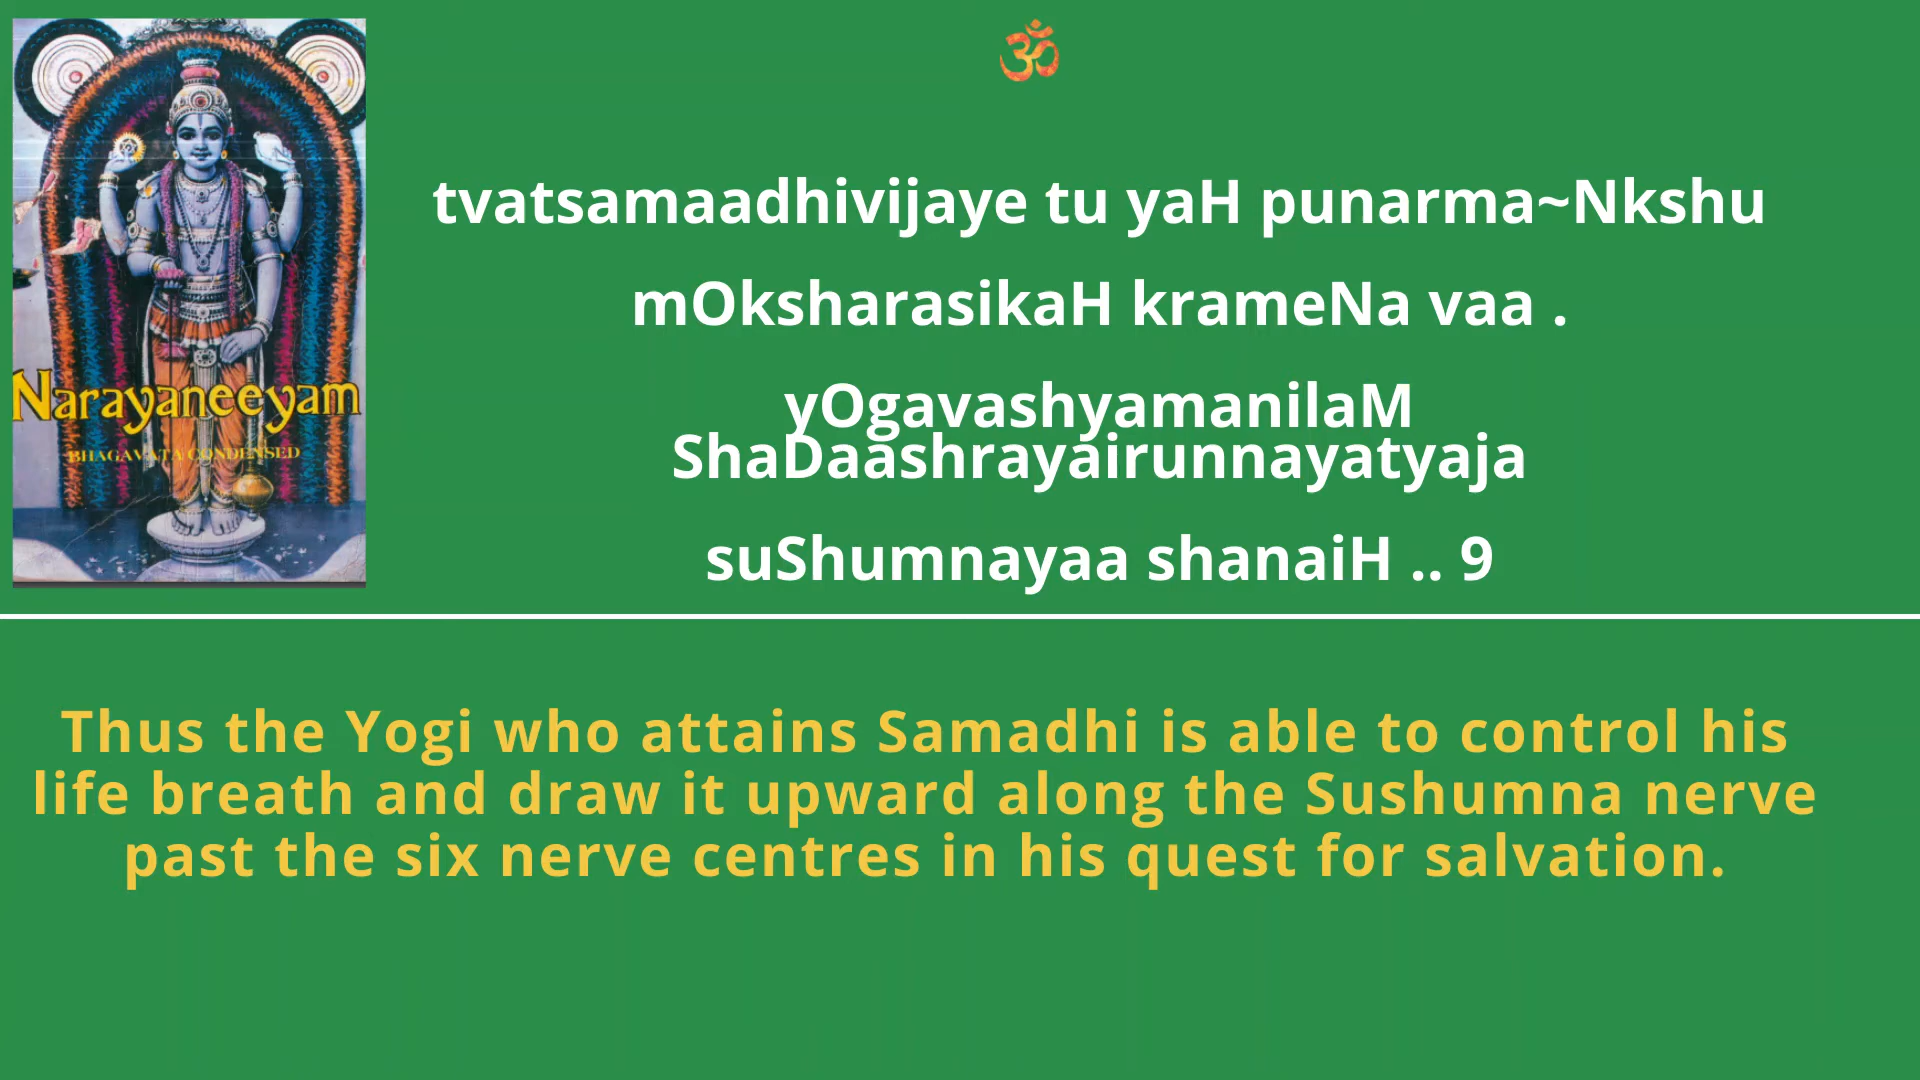 ॐ
tvatsamaadhivijaye tu yaH punarma~Nkshu
mOksharasikaH krameNa vaa .
yOgavashyamanilaM
ShaDaashrayairunnayatyaja
suShumnayaa shanaiH .. 9
Narayaneeyam
BHAGAVATA CONDENSED
Thus the Yogi who attains Samadhi is able to control his
life breath and draw it upward along the Sushumna nerve
past the six nerve centres in his quest for salvation.